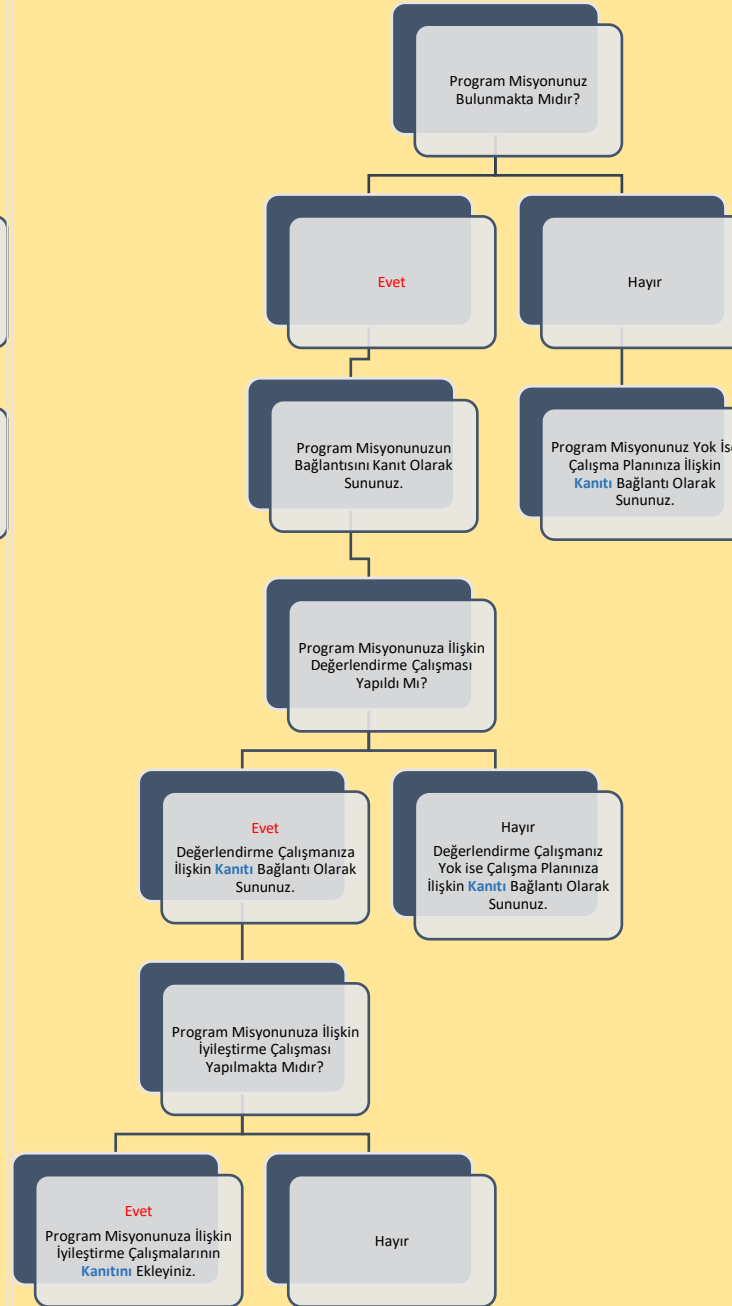 Program Misyonunuz
Bulunmakta Mıdır?
Evet
Hayır
Program Misyonunuzun
Bağlantısını Kanıt Olarak
Sununuz.
Program Misyonunuz Yok İse
Çalışma Planınıza İlişkin
Kanıtı Bağlantı Olarak
Sununuz.
Program Misyonunuza İlişkin
Değerlendirme Çalışması
Yapıldı Mı?
Evet
Değerlendirme Çalışmanıza
İlişkin Kanıtı Bağlantı Olarak
Sununuz.
Hayır
Değerlendirme Çalışmanız
Yok ise Çalışma Planınıza
İlişkin Kanıtı Bağlantı Olarak
Sununuz.
Program Misyonunuza İlişkin
İyileştirme Çalışması
Yapılmakta Mıdır?
Evet
Program Misyonunuza İlişkin
İyileştirme Çalışmalarının
Kanıtını Ekleyiniz.
Hayır